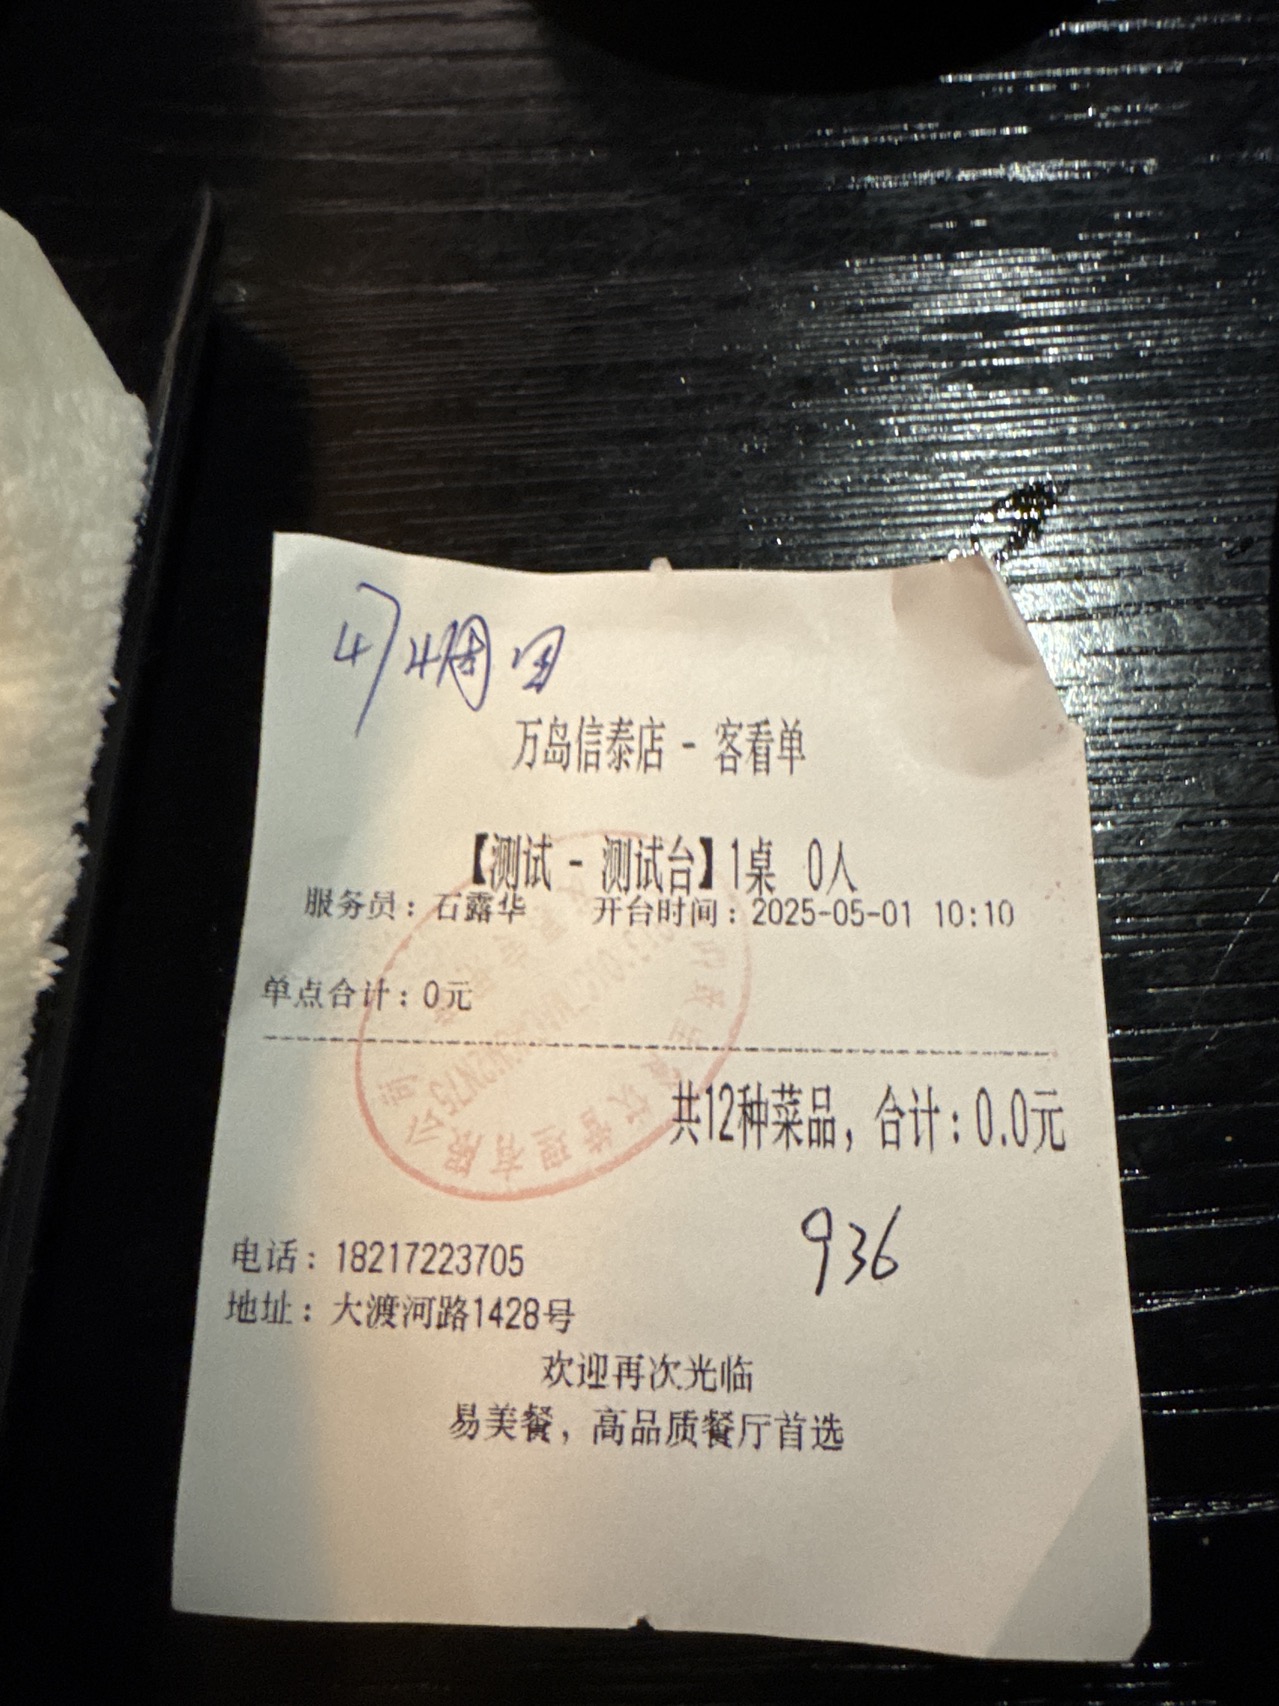 万岛信泰店 - 客看单
【测试 - 测试台】1桌 0人
服务员：石露华 开台时间：2025-05-01 10:10
单点合计：0元
共12种菜品，合计：0.0元
936
电话：18217223705
地址：大渡河路1428号
欢迎再次光临
易美餐，高品质餐厅首选